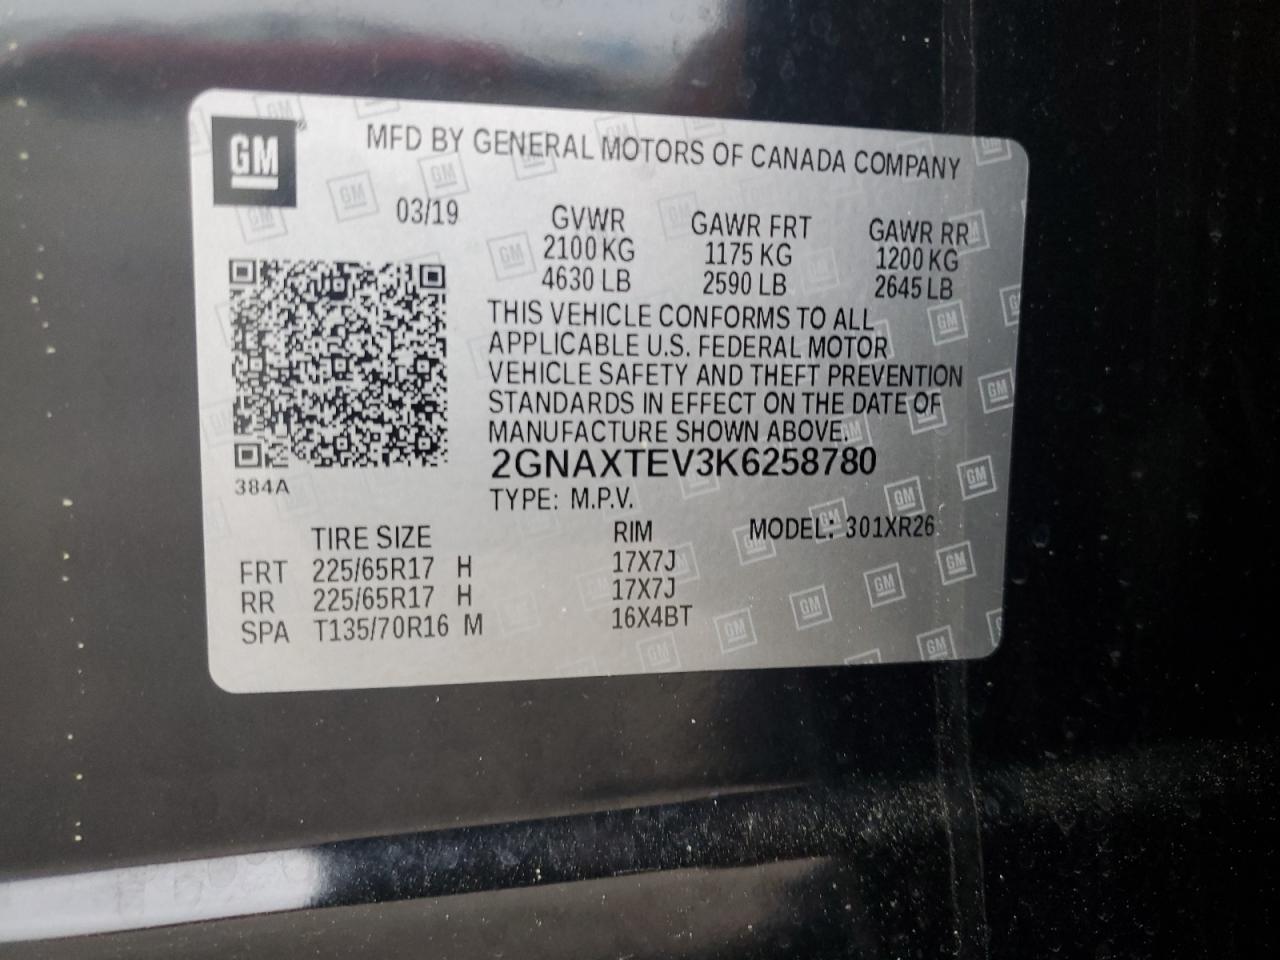 GM
MFD BY GENERAL MOTORS OF CANADA COMPANY
03/19
GVWR GAWR FRT GAWR RR
2100 KG 1175 KG 1200 KG
4630 LB 2590 LB 2645 LB
THIS VEHICLE CONFORMS TO ALL
APPLICABLE U.S. FEDERAL MOTOR
VEHICLE SAFETY AND THEFT PREVENTION
STANDARDS IN EFFECT ON THE DATE OF
MANUFACTURE SHOWN ABOVE.
2GNAXTEV3K6258780
384A
TYPE: M.P.V.
TIRE SIZE RIM MODEL: 301XR26
FRT 225/65R17 H 17X7J
RR 225/65R17 H 17X7J
SPA T135/70R16 M 16X4BT